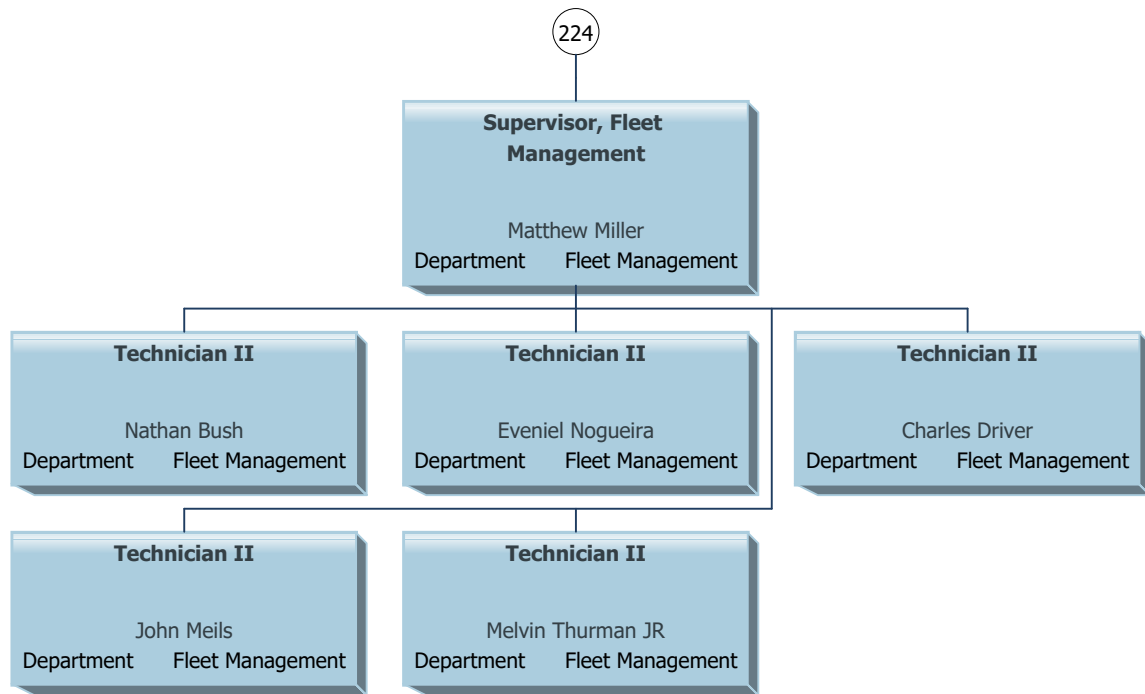 224
Supervisor, Fleet
Management
Matthew Miller
Department Fleet Management
Technician II
Nathan Bush
Department Fleet Management
Technician II
Eveniel Nogueira
Department Fleet Management
Technician II
Charles Driver
Department Fleet Management
Technician II
John Meils
Department Fleet Management
Technician II
Melvin Thurman JR
Department Fleet Management